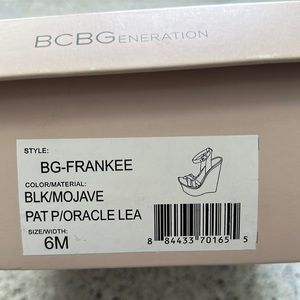 BCBGENERATION
STYLE:
BG-FRANKEE
COLOR/MATERIAL:
BLK/MOJAVE
PAT P/ORACLE LEA
SIZE/WIDTH:
6M
8 84433 70165 5